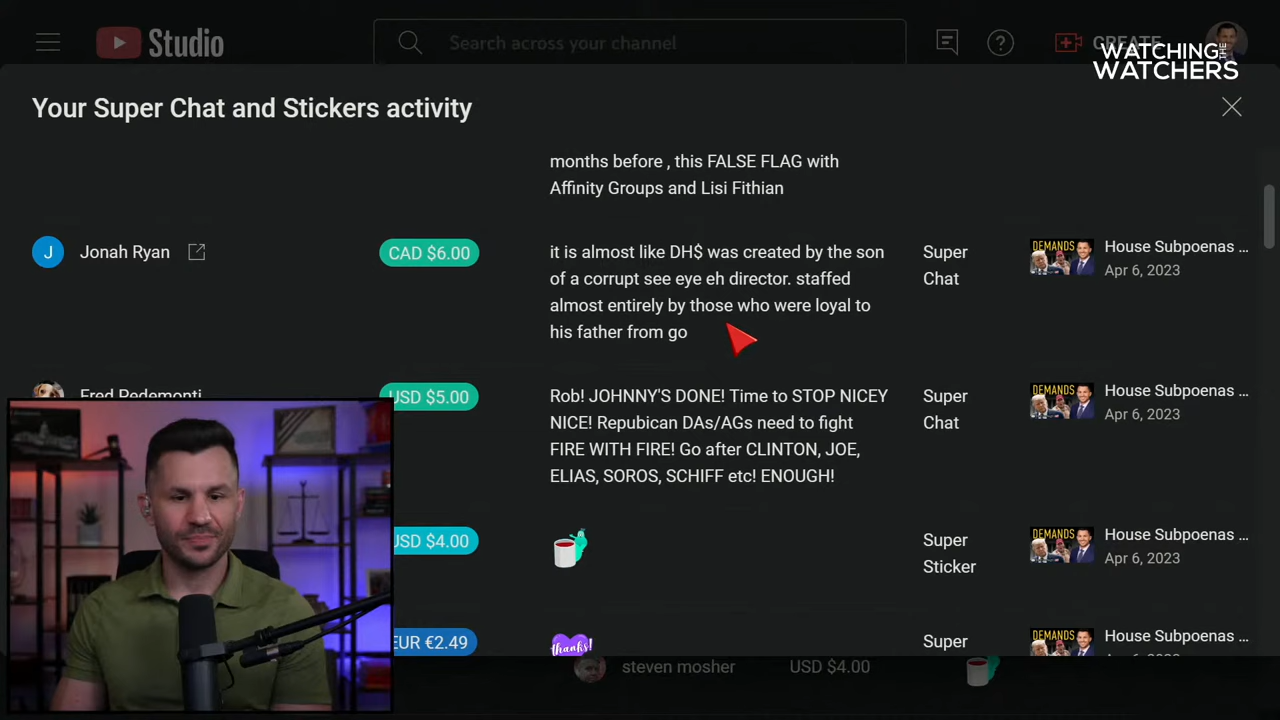 Studio
Search across your channel
CREATE
WATCHING THE
WATCHERS
Your Super Chat and Stickers activity
months before , this FALSE FLAG with
Affinity Groups and Lisi Fithian
J
Jonah Ryan
CAD $6.00
it is almost like DH$ was created by the son
of a corrupt see eye eh director. staffed
almost entirely by those who were loyal to
his father from go
Super
Chat
DEMANDS
House Subpoenas ...
Apr 6, 2023
Fred Pedemonti
USD $5.00
Rob! JOHNNY'S DONE! Time to STOP NICEY
NICE! Repubican DAs/AGs need to fight
FIRE WITH FIRE! Go after CLINTON, JOE,
ELIAS, SOROS, SCHIFF etc! ENOUGH!
Super
Chat
DEMANDS
House Subpoenas ...
Apr 6, 2023
USD $4.00
Super
Sticker
DEMANDS
House Subpoenas ...
Apr 6, 2023
EUR €2.49
thanks!
Super
DEMANDS
House Subpoenas ...
steven mosher
USD $4.00